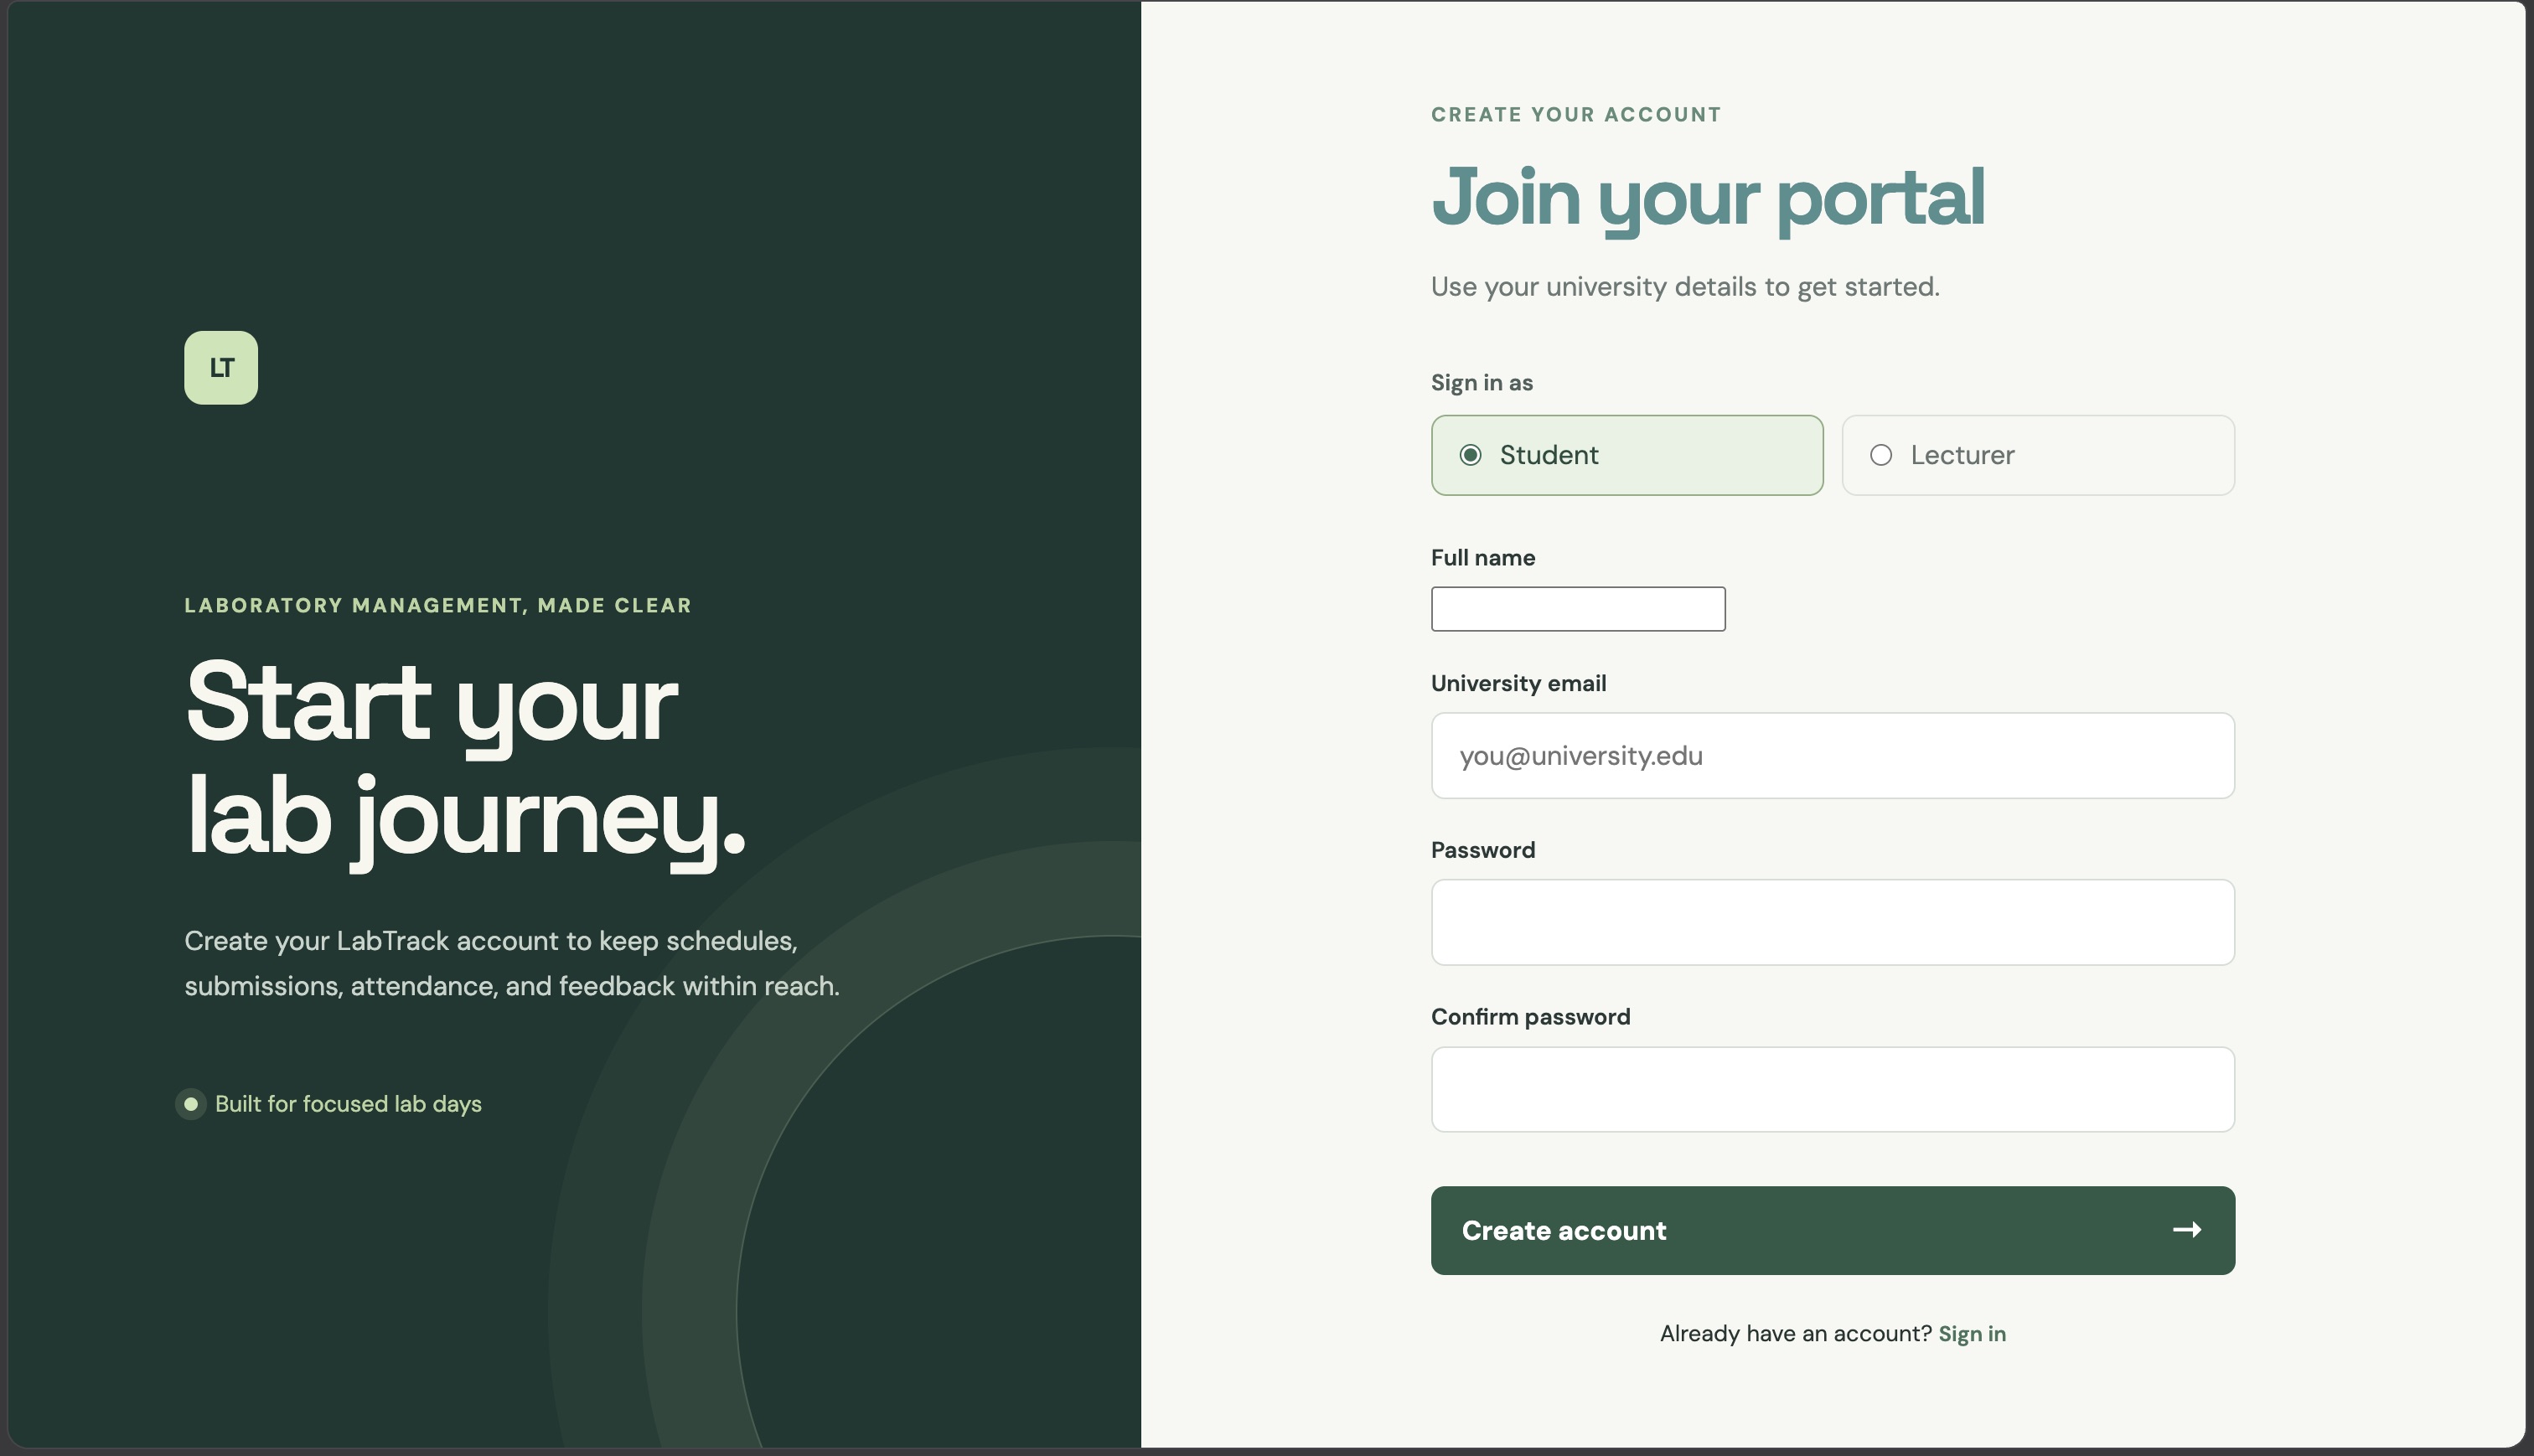 LT
LABORATORY MANAGEMENT, MADE CLEAR
Start your
lab journey.
Create your LabTrack account to keep schedules,
submissions, attendance, and feedback within reach.
Built for focused lab days
CREATE YOUR ACCOUNT
Join your portal
Use your university details to get started.
Sign in as
Student
Lecturer
Full name
University email
you@university.edu
Password
Confirm password
Create account →
Already have an account? Sign in